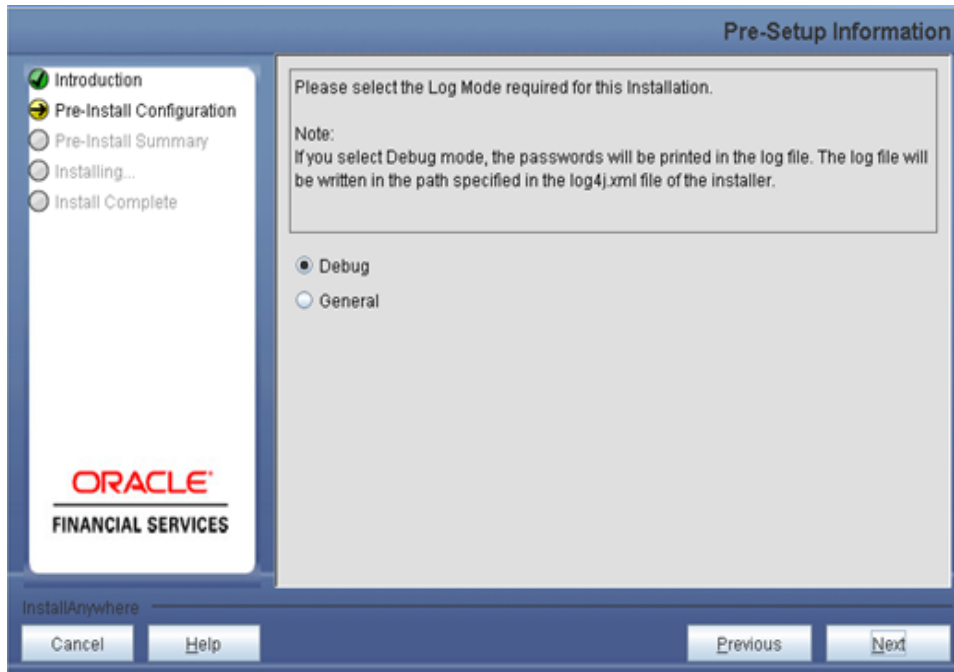 Pre-Setup Information
Introduction
Pre-Install Configuration
Pre-Install Summary
Installing...
Install Complete
Please select the Log Mode required for this Installation.
Note:
If you select Debug mode, the passwords will be printed in the log file. The log file will
be written in the path specified in the log4j.xml file of the installer.
Debug
General
ORACLE
FINANCIAL SERVICES
InstallAnywhere
Cancel
Help
Previous
Next